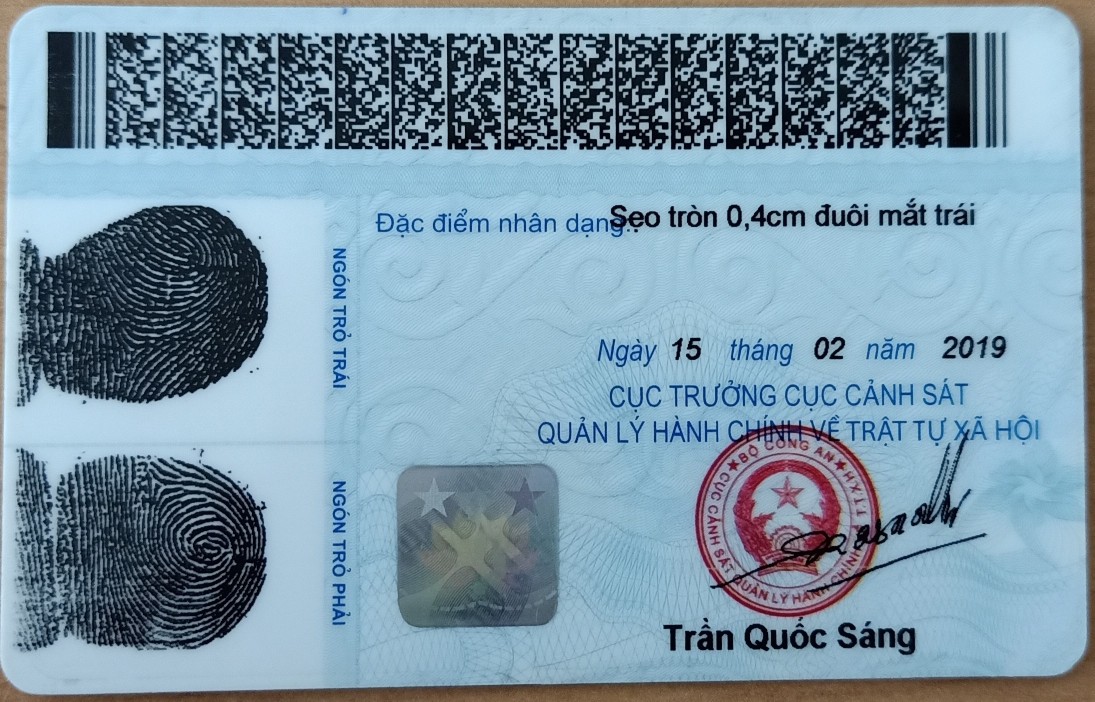 Đặc điểm nhân dạng: Sẹo tròn 0,4cm đuôi mắt trái
NGÓN TRỎ TRÁI
Ngày 15 tháng 02 năm 2019
CỤC TRƯỞNG CỤC CẢNH SÁT
QUẢN LÝ HÀNH CHÍNH VỀ TRẬT TỰ XÃ HỘI
NGÓN TRỎ PHẢI
BỘ CÔNG AN
CỤC CẢNH SÁT QUẢN LÝ HÀNH CHÍNH
TTXH
Trần Quốc Sáng